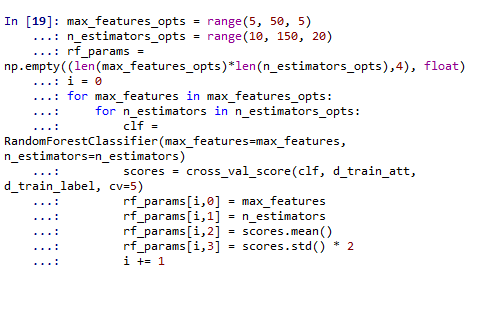 In [19]: max_features_opts = range(5, 50, 5)
    ...: n_estimators_opts = range(10, 150, 20)
    ...: rf_params =
np.empty((len(max_features_opts)*len(n_estimators_opts),4), float)
    ...: i = 0
    ...: for max_features in max_features_opts:
    ...:     for n_estimators in n_estimators_opts:
    ...:         clf =
RandomForestClassifier(max_features=max_features,
n_estimators=n_estimators)
    ...:         scores = cross_val_score(clf, d_train_att,
d_train_label, cv=5)
    ...:         rf_params[i,0] = max_features
    ...:         rf_params[i,1] = n_estimators
    ...:         rf_params[i,2] = scores.mean()
    ...:         rf_params[i,3] = scores.std() * 2
    ...:         i += 1